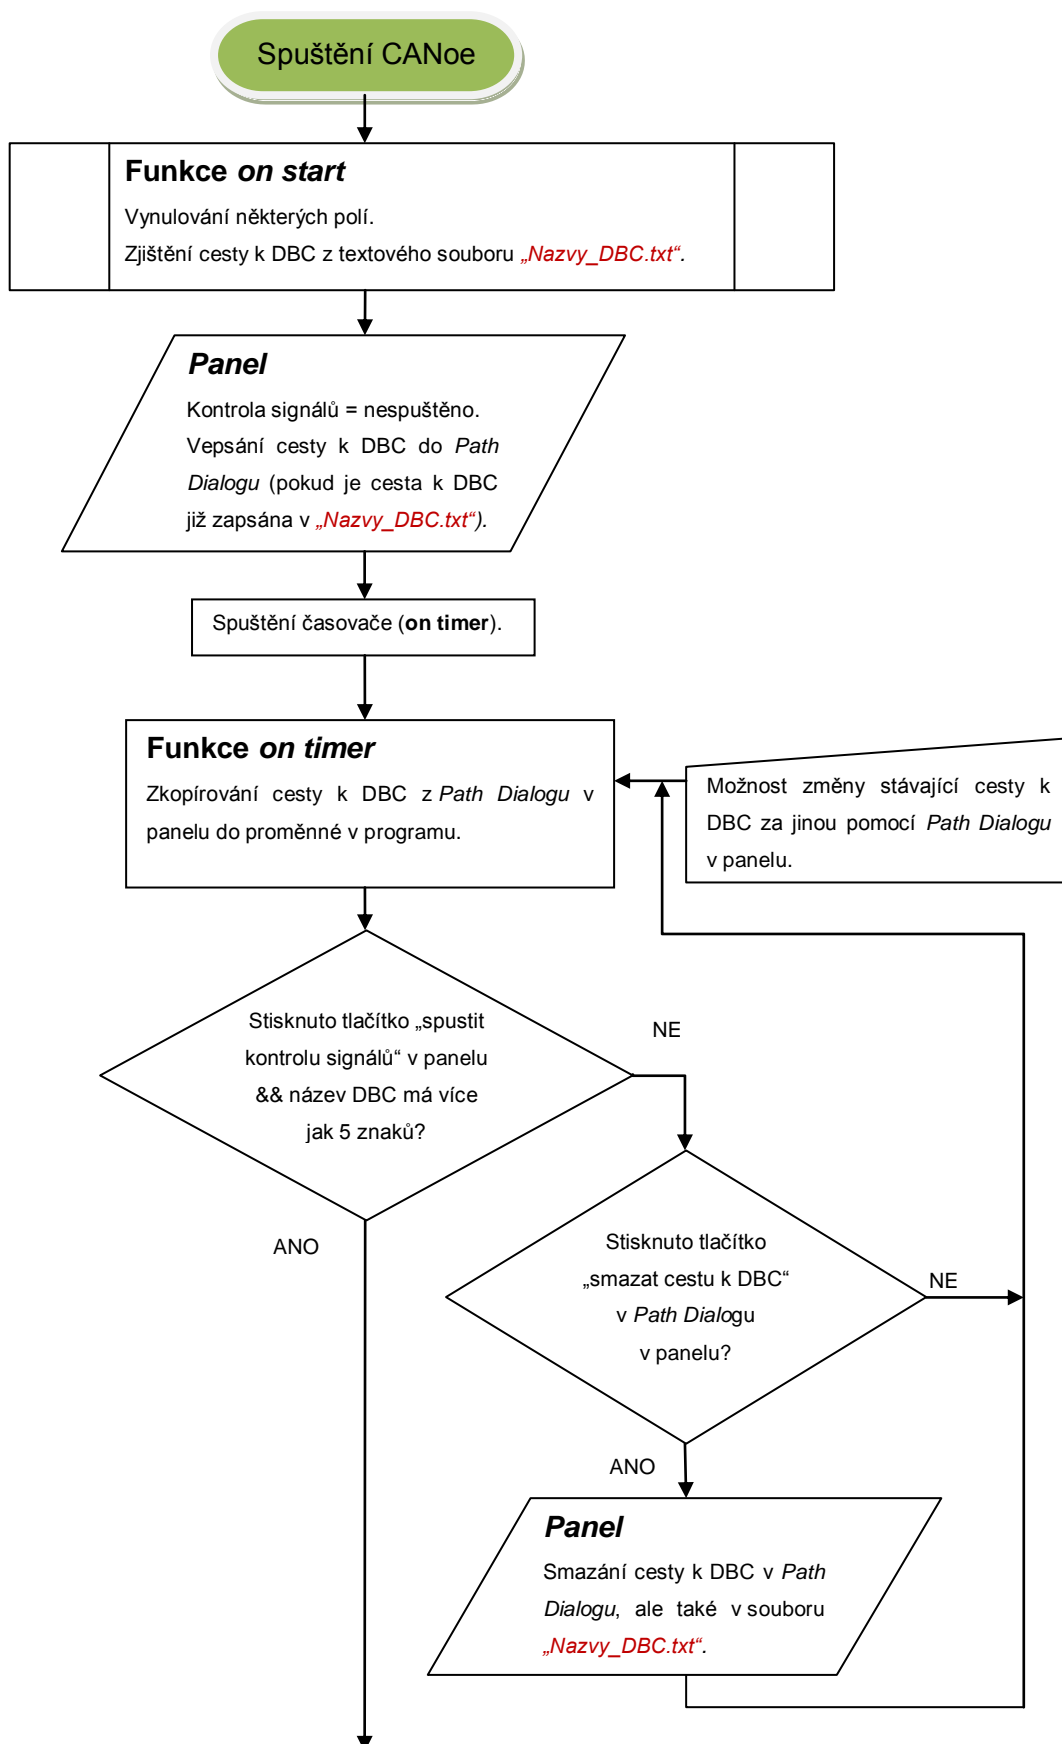 Spuštění CANoe
Funkce on start
Vynulování některých polí.
Zjištění cesty k DBC z textového souboru „Nazvy_DBC.txt“.
Panel
Kontrola signálů = nespuštěno.
Vepsání cesty k DBC do Path
Dialogu (pokud je cesta k DBC
již zapsána v „Nazvy_DBC.txt“).
Spuštění časovače (on timer).
Funkce on timer
Zkopírování cesty k DBC z Path Dialogu v
panelu do proměnné v programu.
Možnost změny stávající cesty k
DBC za jinou pomocí Path Dialogu
v panelu.
Stisknuto tlačítko „spustit
kontrolu signálů“ v panelu
&& název DBC má více
jak 5 znaků?
NE
ANO
Stisknuto tlačítko
„smazat cestu k DBC“
v Path Dialogu
v panelu?
NE
ANO
Panel
Smazání cesty k DBC v Path
Dialogu, ale také v souboru
„Nazvy_DBC.txt“.